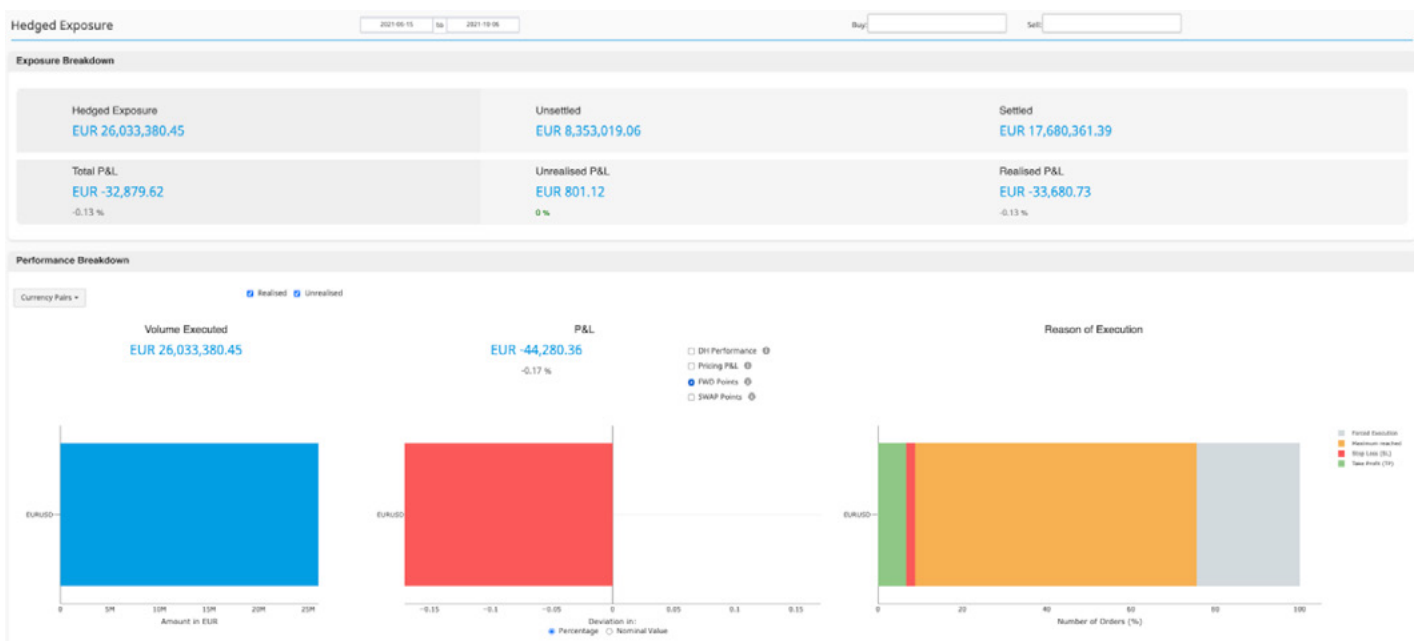 Hedged Exposure
2021-06-15 to 2021-10-06
Buy: Sell:
Exposure Breakdown
Hedged Exposure Unsettled Settled
EUR 26,033,380.45 EUR 8,353,019.06 EUR 17,680,361.39
Total P&L Unrealised P&L Realised P&L
EUR -32,879.62 EUR 801.12 EUR -33,680.73
-0.13 % 0 % -0.13 %
Performance Breakdown
Currency Pairs
Realised Unrealised
Volume Executed P&L Reason of Execution
EUR 26,033,380.45 EUR -44,280.36
-0.17 %
DH Performance
Pricing P&L
FWD Points
SWAP Points
Forced Execution
Maximum reached
Stop Loss (SL)
Take Profit (TP)
EURUSD EURUSD EURUSD
0 5M 10M 15M 20M 25M
Amount in EUR
−0.15 −0.1 −0.05 0 0.05 0.1 0.15
Deviation in:
Percentage Nominal Value
0 20 40 60 80 100
Number of Orders (%)